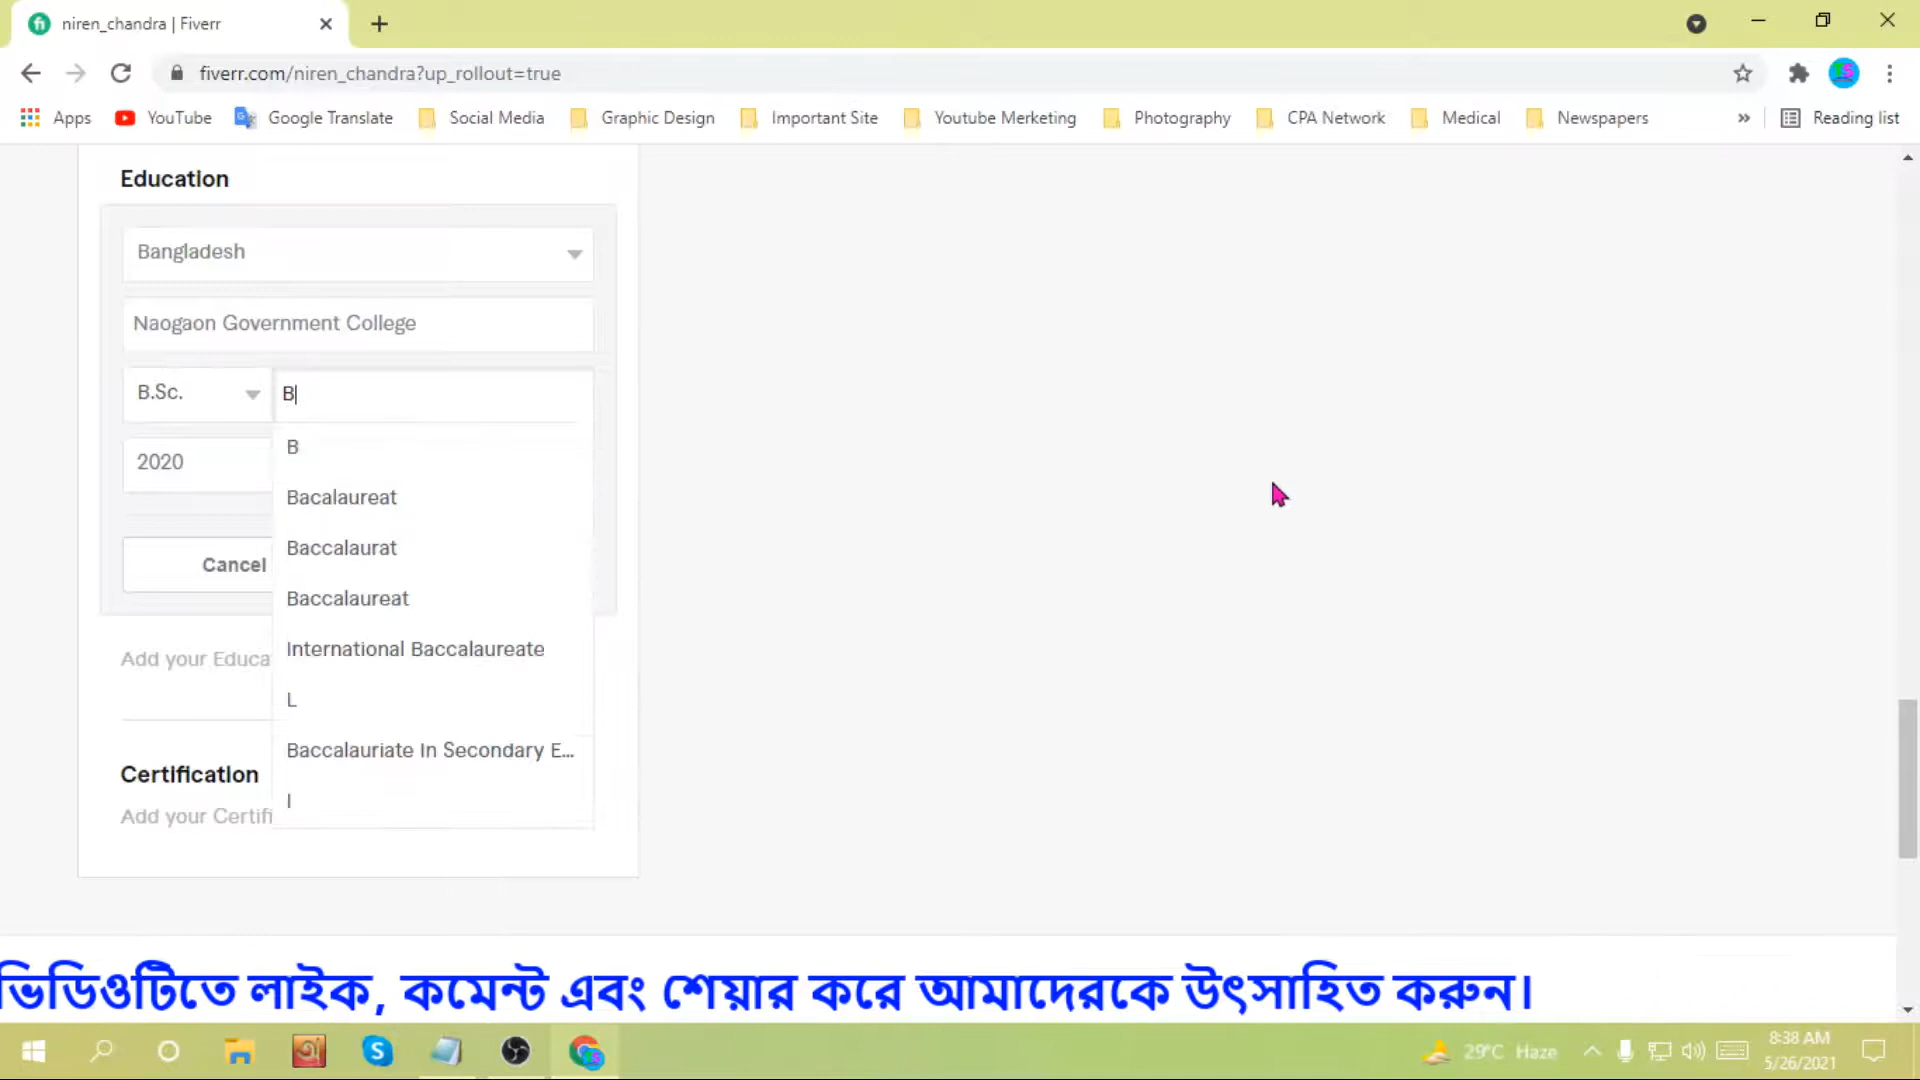 niren_chandra | Fiverr
fiverr.com/niren_chandra?up_rollout=true
Apps YouTube Google Translate Social Media Graphic Design Important Site Youtube Merketing Photography CPA Network Medical Newspapers » Reading list
Education
Bangladesh
Naogaon Government College
B.Sc. B
B
2020
Bacalaureat
Baccalaurat
Cancel
Baccalaureat
International Baccalaureate
Add your Educa
L
Baccalauriate In Secondary E...
Certification
I
Add your Certifi
ভিডিওটিতে লাইক, কমেন্ট এবং শেয়ার করে আমাদেরকে উৎসাহিত করুন।
29°C Haze
8:38 AM
5/26/2021